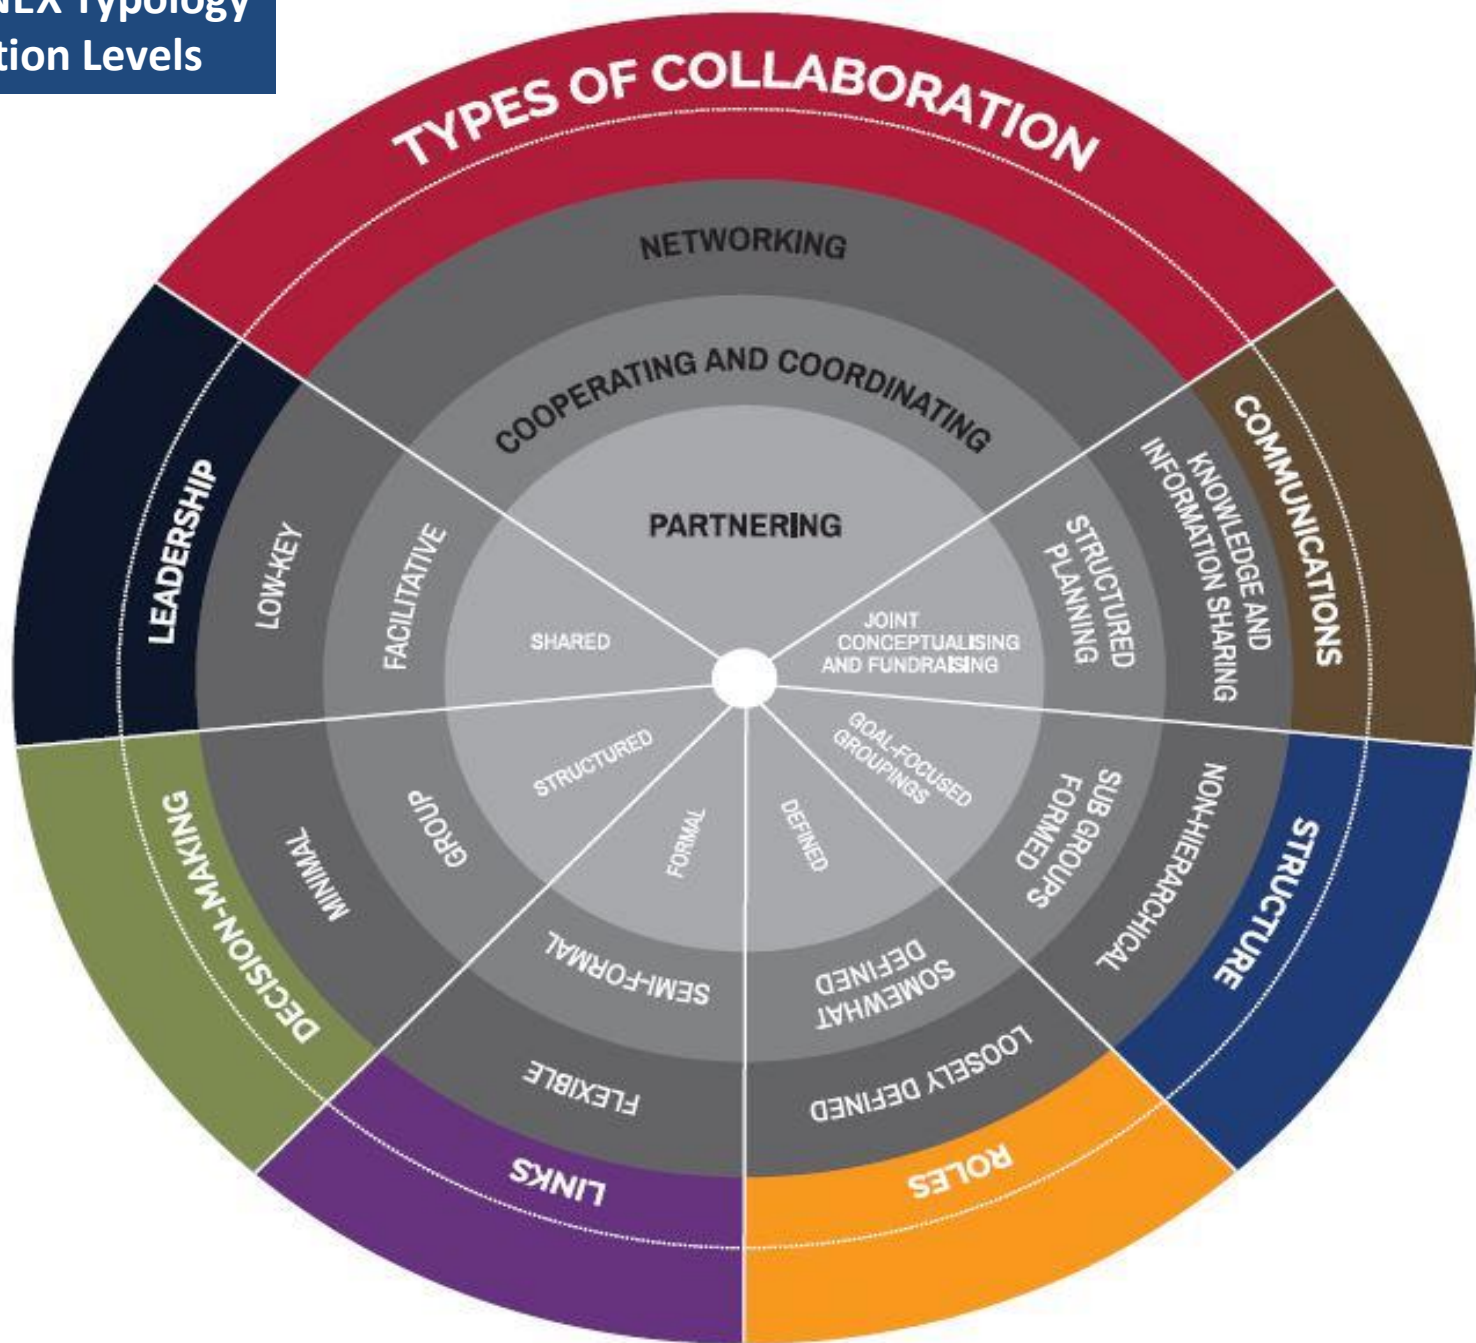 NEX Typology
tion Levels
TYPES OF COLLABORATION
NETWORKING
COOPERATING AND COORDINATING
PARTNERING
COMMUNICATIONS
KNOWLEDGE AND
INFORMATION SHARING
STRUCTURED
PLANNING
JOINT
CONCEPTUALISING
AND FUNDRAISING
STRUCTURE
NON-HIERARCHICAL
SUB GROUPS
FORMED
GOAL-FOCUSED
GROUPINGS
ROLES
LOOSELY DEFINED
SOMEWHAT
DEFINED
DEFINED
LINKS
FLEXIBLE
SEMI-FORMAL
FORMAL
DECISION-MAKING
MINIMAL
GROUP
STRUCTURED
LEADERSHIP
LOW-KEY
FACILITATIVE
SHARED